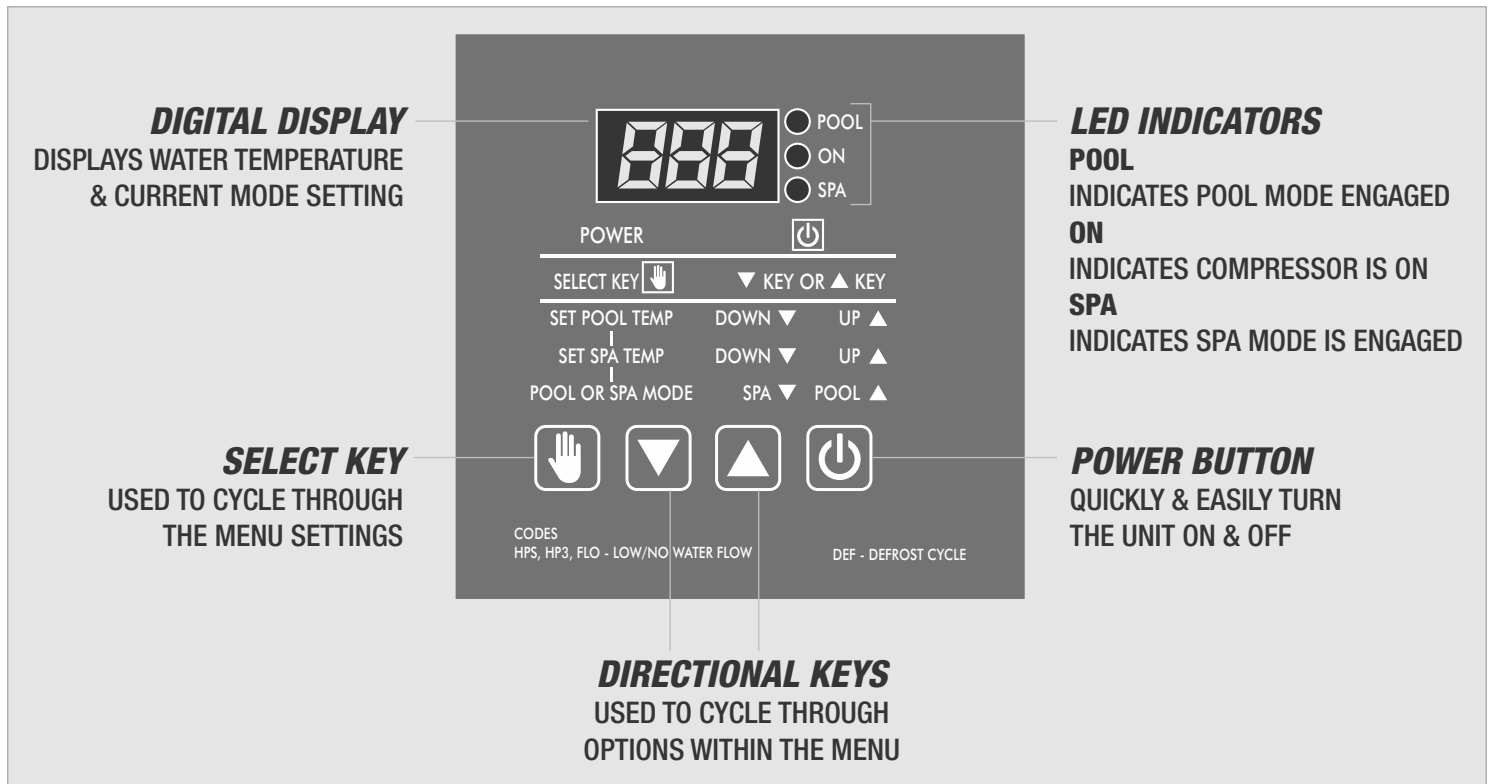 DIGITAL DISPLAY
DISPLAYS WATER TEMPERATURE
& CURRENT MODE SETTING
SELECT KEY
USED TO CYCLE THROUGH
THE MENU SETTINGS
888
POOL
ON
SPA
POWER
SELECT KEY ▼ KEY OR ▲ KEY
SET POOL TEMP DOWN ▼ UP ▲
SET SPA TEMP DOWN ▼ UP ▲
POOL OR SPA MODE SPA ▼ POOL ▲
CODES
HPS, HP3, FLO - LOW/NO WATER FLOW DEF - DEFROST CYCLE
LED INDICATORS
POOL
INDICATES POOL MODE ENGAGED
ON
INDICATES COMPRESSOR IS ON
SPA
INDICATES SPA MODE IS ENGAGED
POWER BUTTON
QUICKLY & EASILY TURN
THE UNIT ON & OFF
DIRECTIONAL KEYS
USED TO CYCLE THROUGH
OPTIONS WITHIN THE MENU